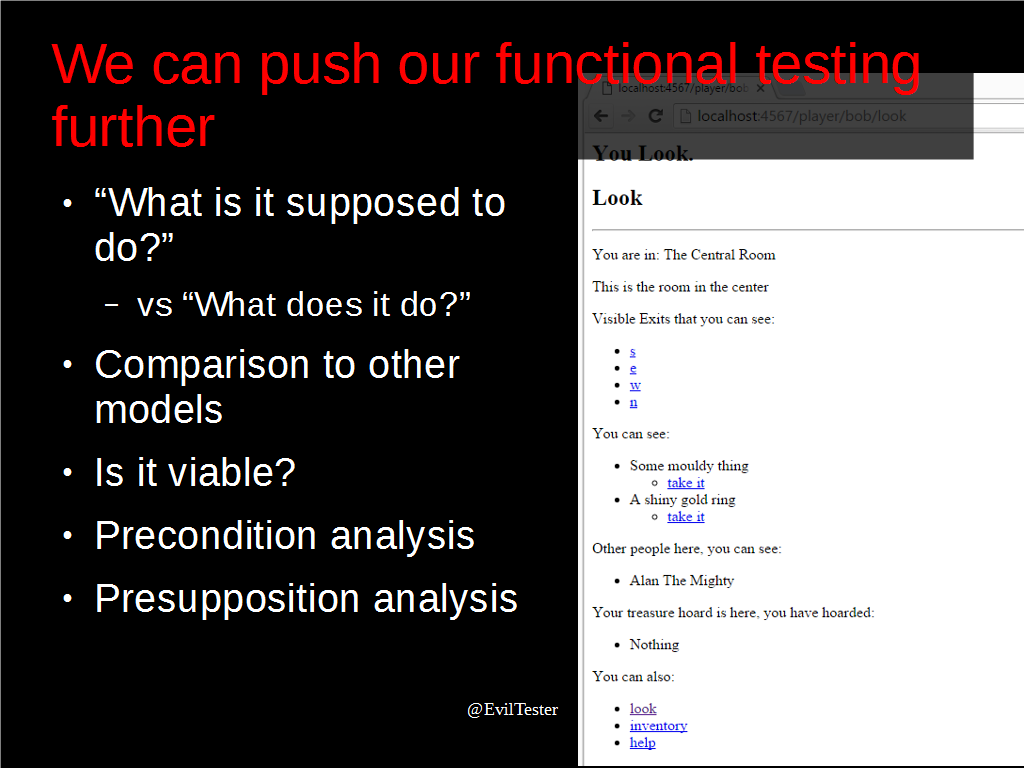 We can push our functional testing
further
• “What is it supposed to
do?”
– vs “What does it do?”
• Comparison to other
models
• Is it viable?
• Precondition analysis
• Presupposition analysis
@EvilTester
localhost:4567/player/bob
localhost:4567/player/bob/look
You Look.
Look
You are in: The Central Room
This is the room in the center
Visible Exits that you can see:
• s
• e
• w
• n
You can see:
• Some mouldy thing
◦ take it
• A shiny gold ring
◦ take it
Other people here, you can see:
• Alan The Mighty
Your treasure hoard is here, you have hoarded:
• Nothing
You can also:
• look
• inventory
• help